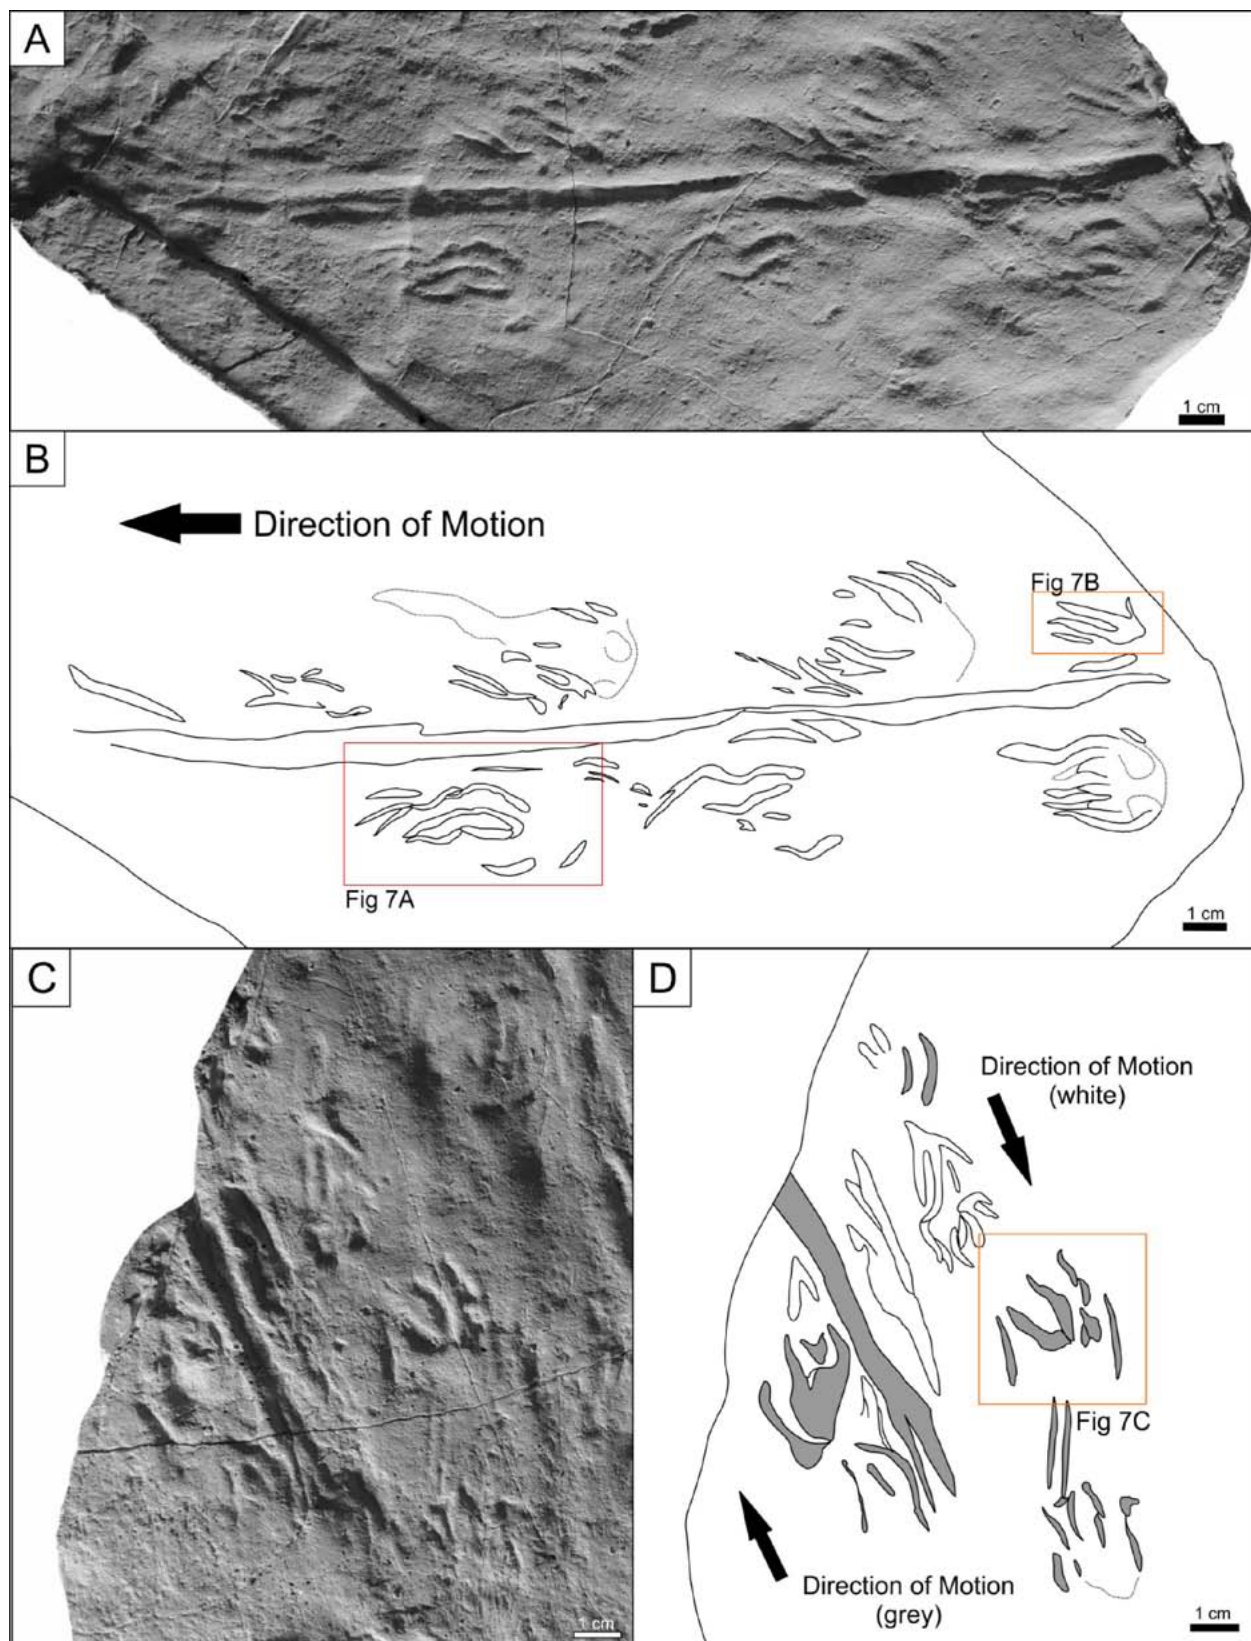 A
1 cm
B
Direction of Motion
Fig 7B
Fig 7A
1 cm
C
1 cm
D
Direction of Motion
(white)
Fig 7C
Direction of Motion
(grey)
1 cm